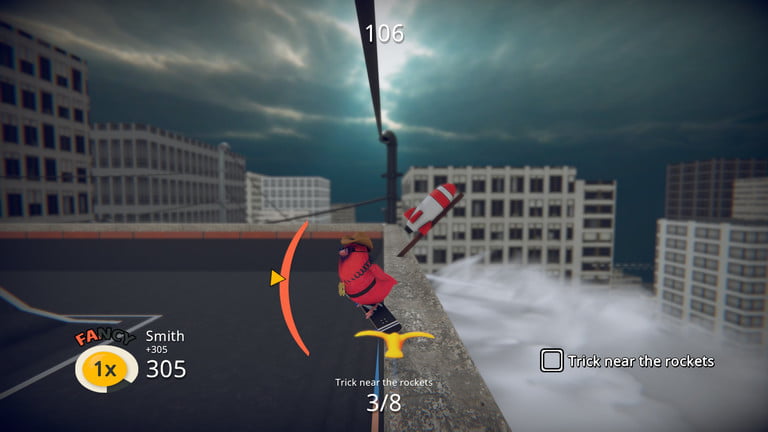 106
FANCY
1x
Smith
+305
305
Trick near the rockets
3/8
Trick near the rockets